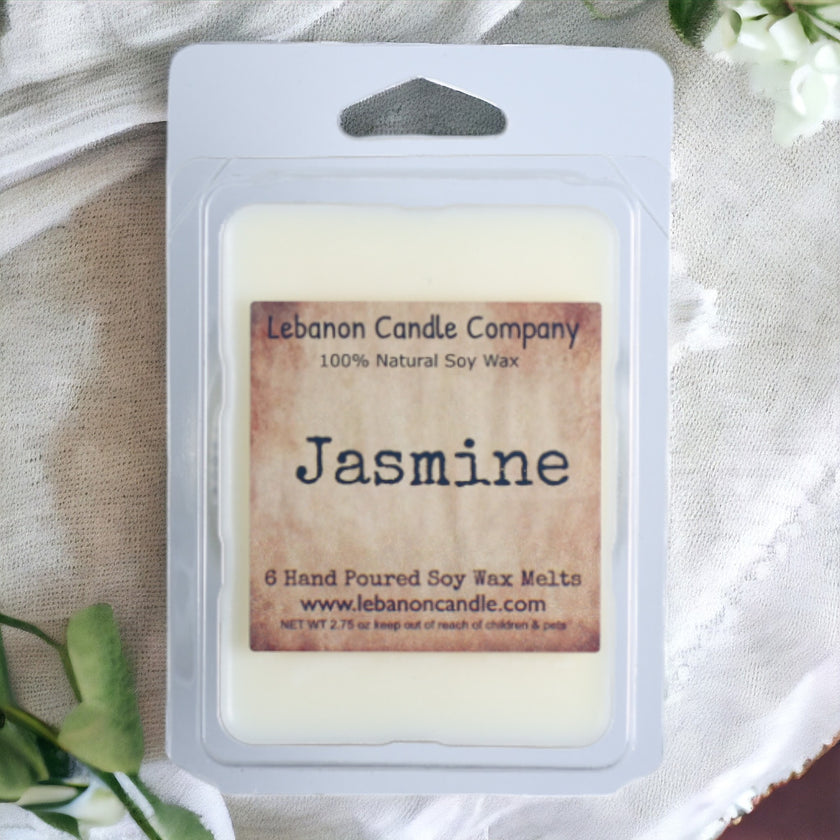 Lebanon Candle Company
100% Natural Soy Wax
Jasmine
6 Hand Poured Soy Wax Melts
www.lebanoncandle.com
NET WT 2.75 oz keep out of reach of children & pets